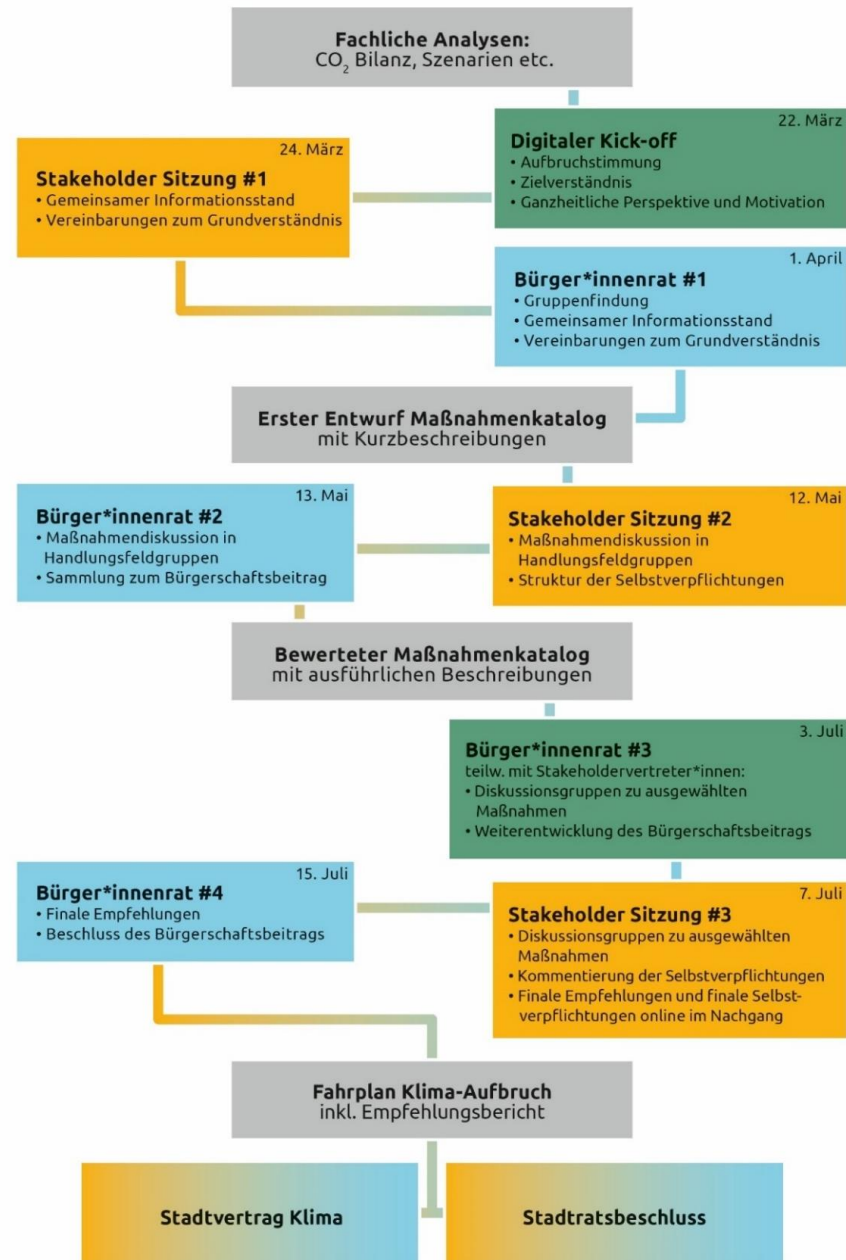 Fachliche Analysen:
CO₂ Bilanz, Szenarien etc.
22. März
Digitaler Kick-off
• Aufbruchstimmung
• Zielverständnis
• Ganzheitliche Perspektive und Motivation
24. März
Stakeholder Sitzung #1
• Gemeinsamer Informationsstand
• Vereinbarungen zum Grundverständnis
1. April
Bürger*innenrat #1
• Gruppenfindung
• Gemeinsamer Informationsstand
• Vereinbarungen zum Grundverständnis
Erster Entwurf Maßnahmenkatalog
mit Kurzbeschreibungen
12. Mai
Stakeholder Sitzung #2
• Maßnahmendiskussion in
Handlungsfeldgruppen
• Struktur der Selbstverpflichtungen
13. Mai
Bürger*innenrat #2
• Maßnahmendiskussion in
Handlungsfeldgruppen
• Sammlung zum Bürgerschaftsbeitrag
Bewerteter Maßnahmenkatalog
mit ausführlichen Beschreibungen
3. Juli
Bürger*innenrat #3
teilw. mit Stakeholdervertreter*innen:
• Diskussionsgruppen zu ausgewählten
Maßnahmen
• Weiterentwicklung des Bürgerschaftsbeitrags
7. Juli
Stakeholder Sitzung #3
• Diskussionsgruppen zu ausgewählten
Maßnahmen
• Kommentierung der Selbstverpflichtungen
• Finale Empfehlungen und finale Selbst-
verpflichtungen online im Nachgang
15. Juli
Bürger*innenrat #4
• Finale Empfehlungen
• Beschluss des Bürgerschaftsbeitrags
Fahrplan Klima-Aufbruch
inkl. Empfehlungsbericht
Stadtvertrag Klima
Stadtratsbeschluss